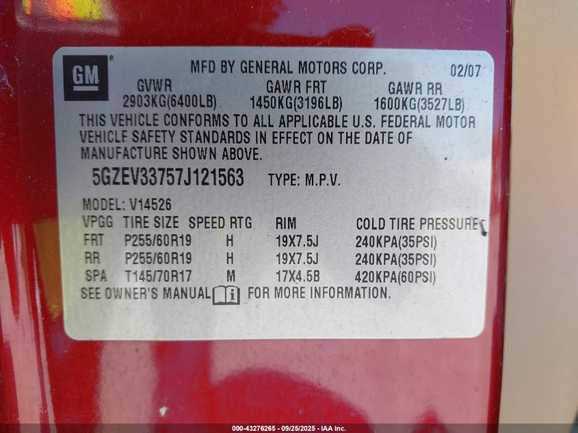 GM
MFD BY GENERAL MOTORS CORP. 02/07
GVWR GAWR FRT GAWR RR
2903KG(6400LB) 1450KG(3196LB) 1600KG(3527LB)
THIS VEHICLE CONFORMS TO ALL APPLICABLE U.S. FEDERAL MOTOR
VEHICLE SAFETY STANDARDS IN EFFECT ON THE DATE OF
MANUFACTURE SHOWN ABOVE.
5GZEV33757J121563 TYPE: M.P.V.
MODEL: V14526
VPGG TIRE SIZE SPEED RTG RIM COLD TIRE PRESSURE
FRT P255/60R19 H 19X7.5J 240KPA(35PSI)
RR P255/60R19 H 19X7.5J 240KPA(35PSI)
SPA T145/70R17 M 17X4.5B 420KPA(60PSI)
SEE OWNER'S MANUAL i FOR MORE INFORMATION.
000-43276265 - 09/25/2025 - IAA Inc.